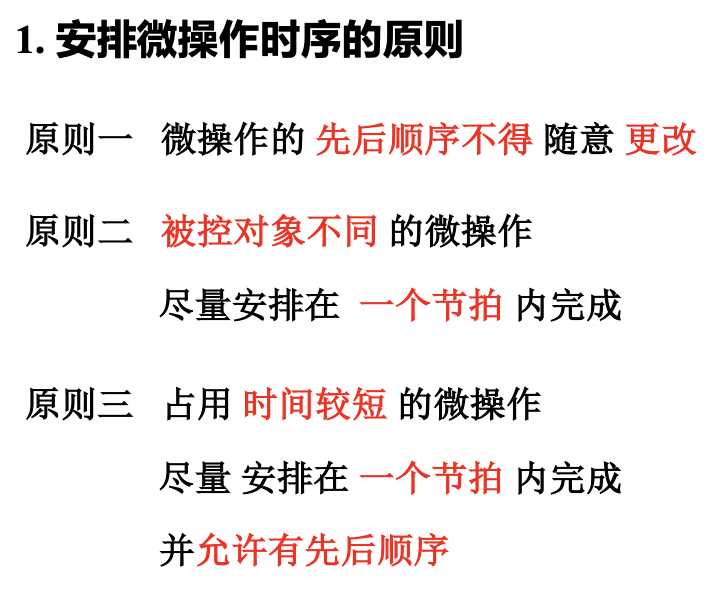 1. 安排微操作时序的原则
原则一 微操作的 先后顺序不得 随意 更改
原则二 被控对象不同 的微操作
尽量安排在 一个节拍 内完成
原则三 占用 时间较短 的微操作
尽量 安排在 一个节拍 内完成
并允许有先后顺序